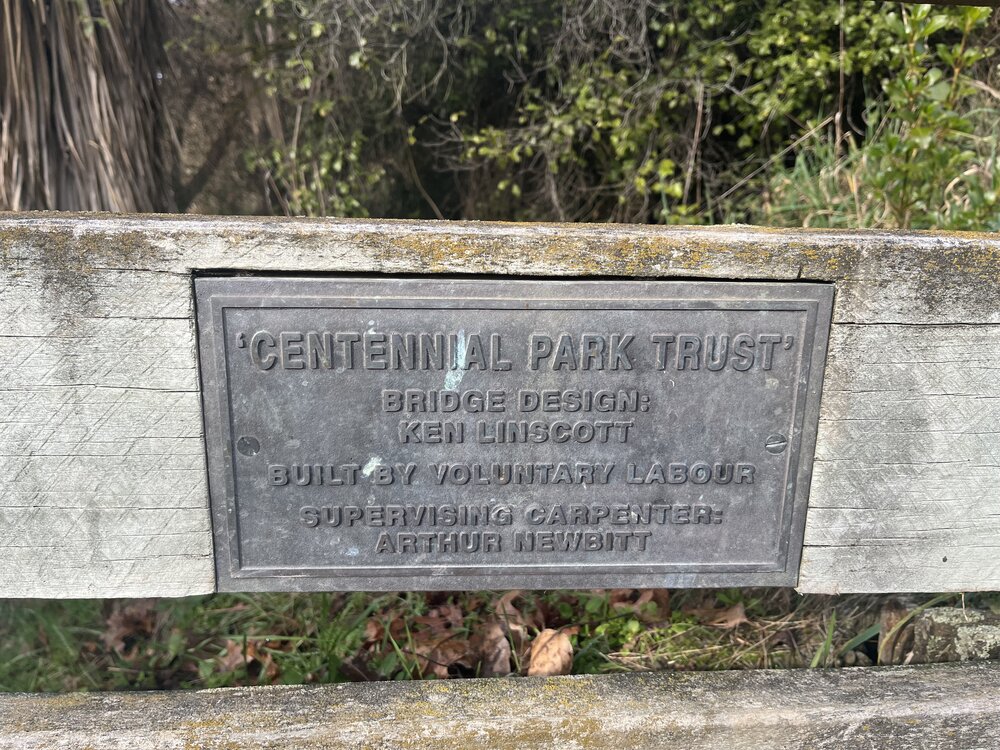 'CENTENNIAL PARK TRUST'
BRIDGE DESIGN:
KEN LINSCOTT
BUILT BY VOLUNTARY LABOUR
SUPERVISING CARPENTER:
ARTHUR NEWBITT